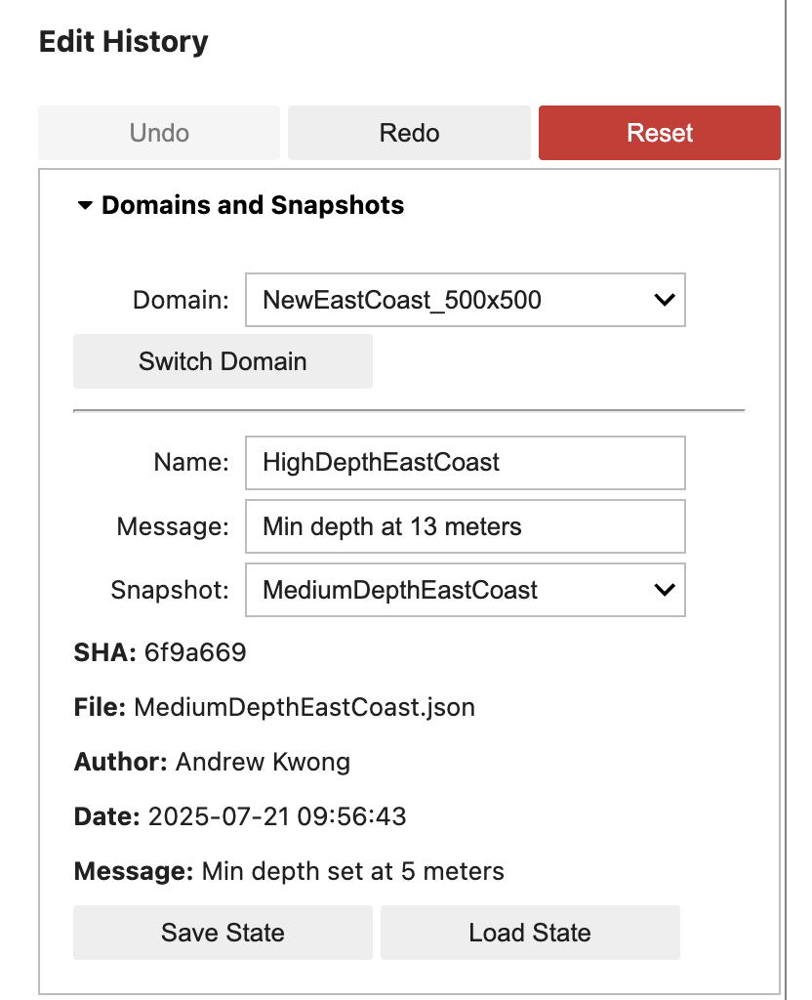 Edit History
Undo Redo Reset
Domains and Snapshots
Domain: NewEastCoast_500x500
Switch Domain
Name: HighDepthEastCoast
Message: Min depth at 13 meters
Snapshot: MediumDepthEastCoast
SHA: 6f9a669
File: MediumDepthEastCoast.json
Author: Andrew Kwong
Date: 2025-07-21 09:56:43
Message: Min depth set at 5 meters
Save State Load State